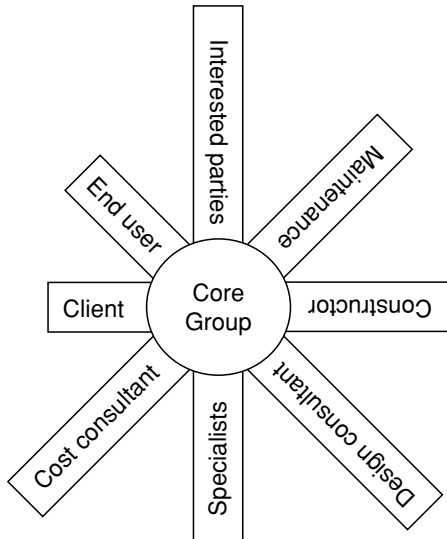 Interested parties
Maintenance
End user
Client
Core
Group
Constructor
Cost consultant
Specialists
Design consultant